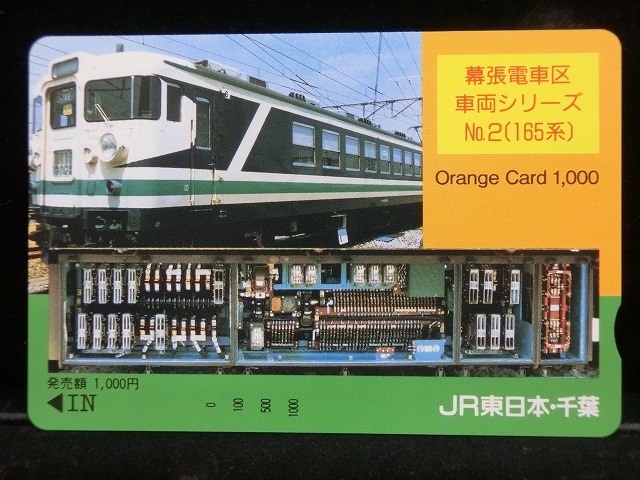 幕張電車区
車両シリーズ
No.2(165系)
Orange Card 1,000
発売額 1,000円
◀IN
0 100 500 1000
JR東日本・千葉